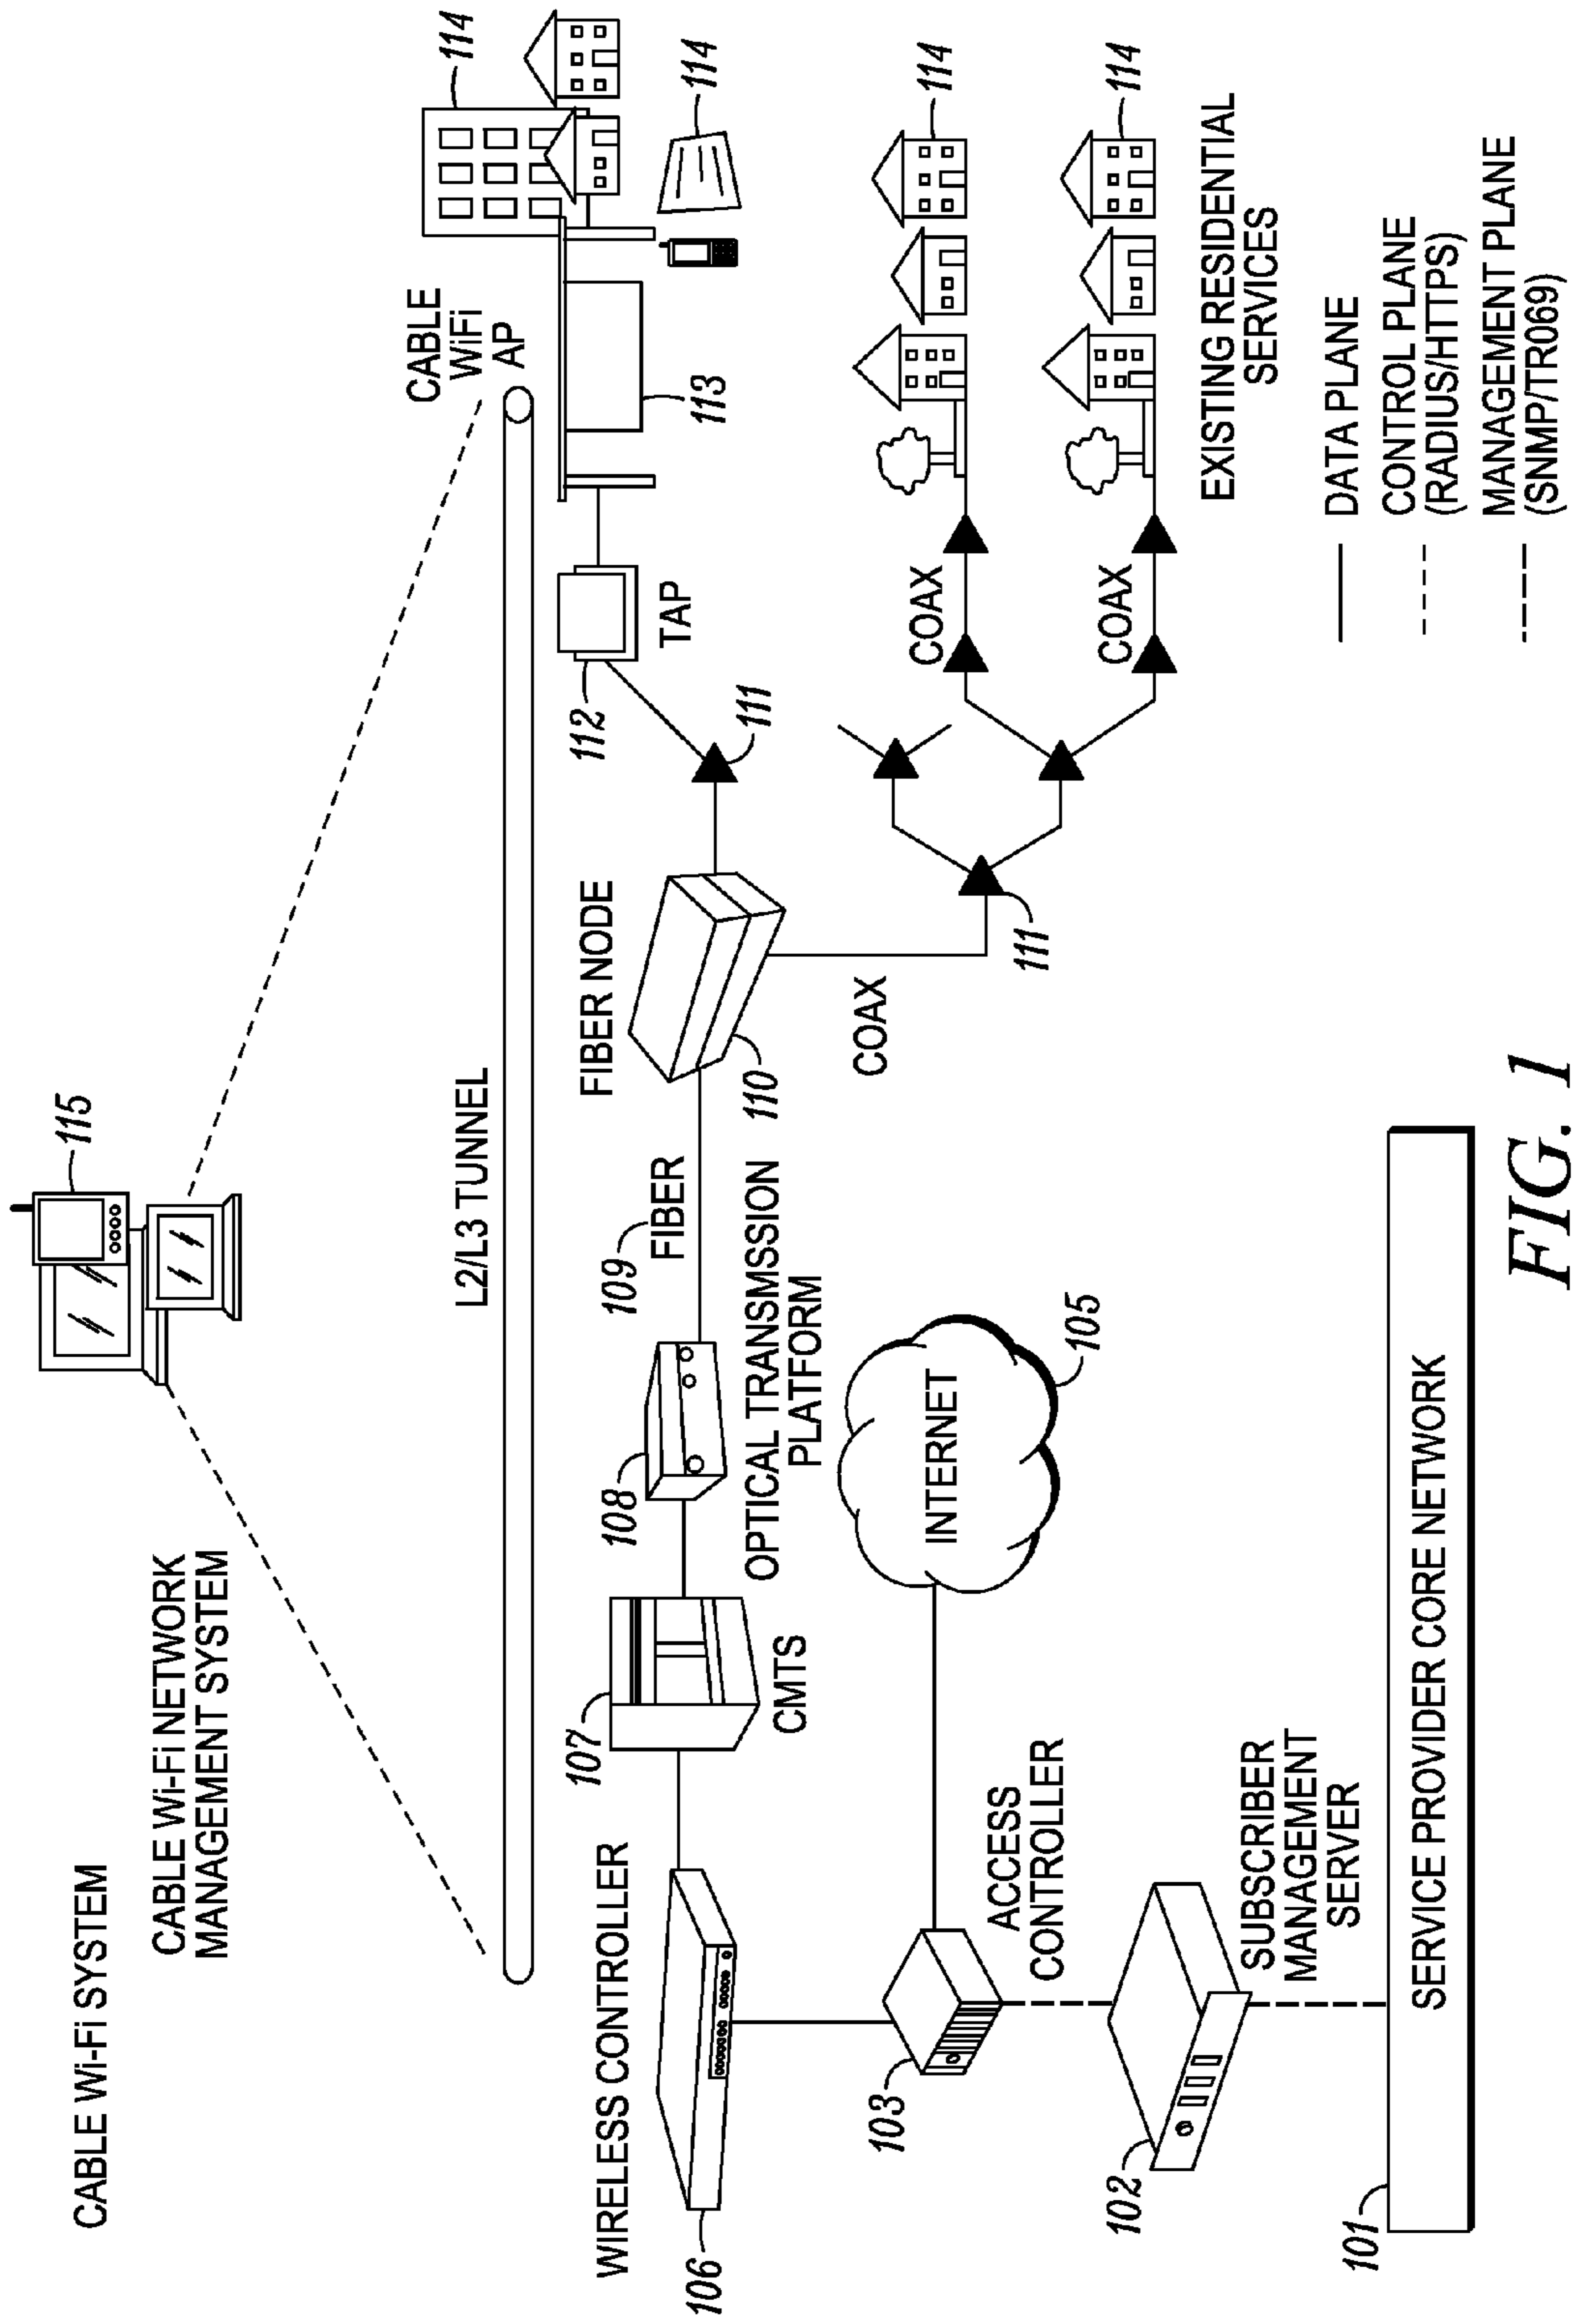 CABLE Wi-Fi SYSTEM
CABLE Wi-Fi NETWORK
MANAGEMENT SYSTEM
115
L2/L3 TUNNEL
CABLE
WiFi
AP
114
WIRELESS CONTROLLER
106
107
CMTS
108
OPTICAL TRANSMSSION
PLATFORM
109
FIBER
FIBER NODE
110
111
112
TAP
113
114
COAX
111
COAX
114
COAX
114
EXISTING RESIDENTIAL
SERVICES
103
ACCESS
CONTROLLER
INTERNET
105
102
SUBSCRIBER
MANAGEMENT
SERVER
101
SERVICE PROVIDER CORE NETWORK
DATA PLANE
CONTROL PLANE
(RADIUS/HTTPS)
MANAGEMENT PLANE
(SNMP/TR069)
FIG. 1